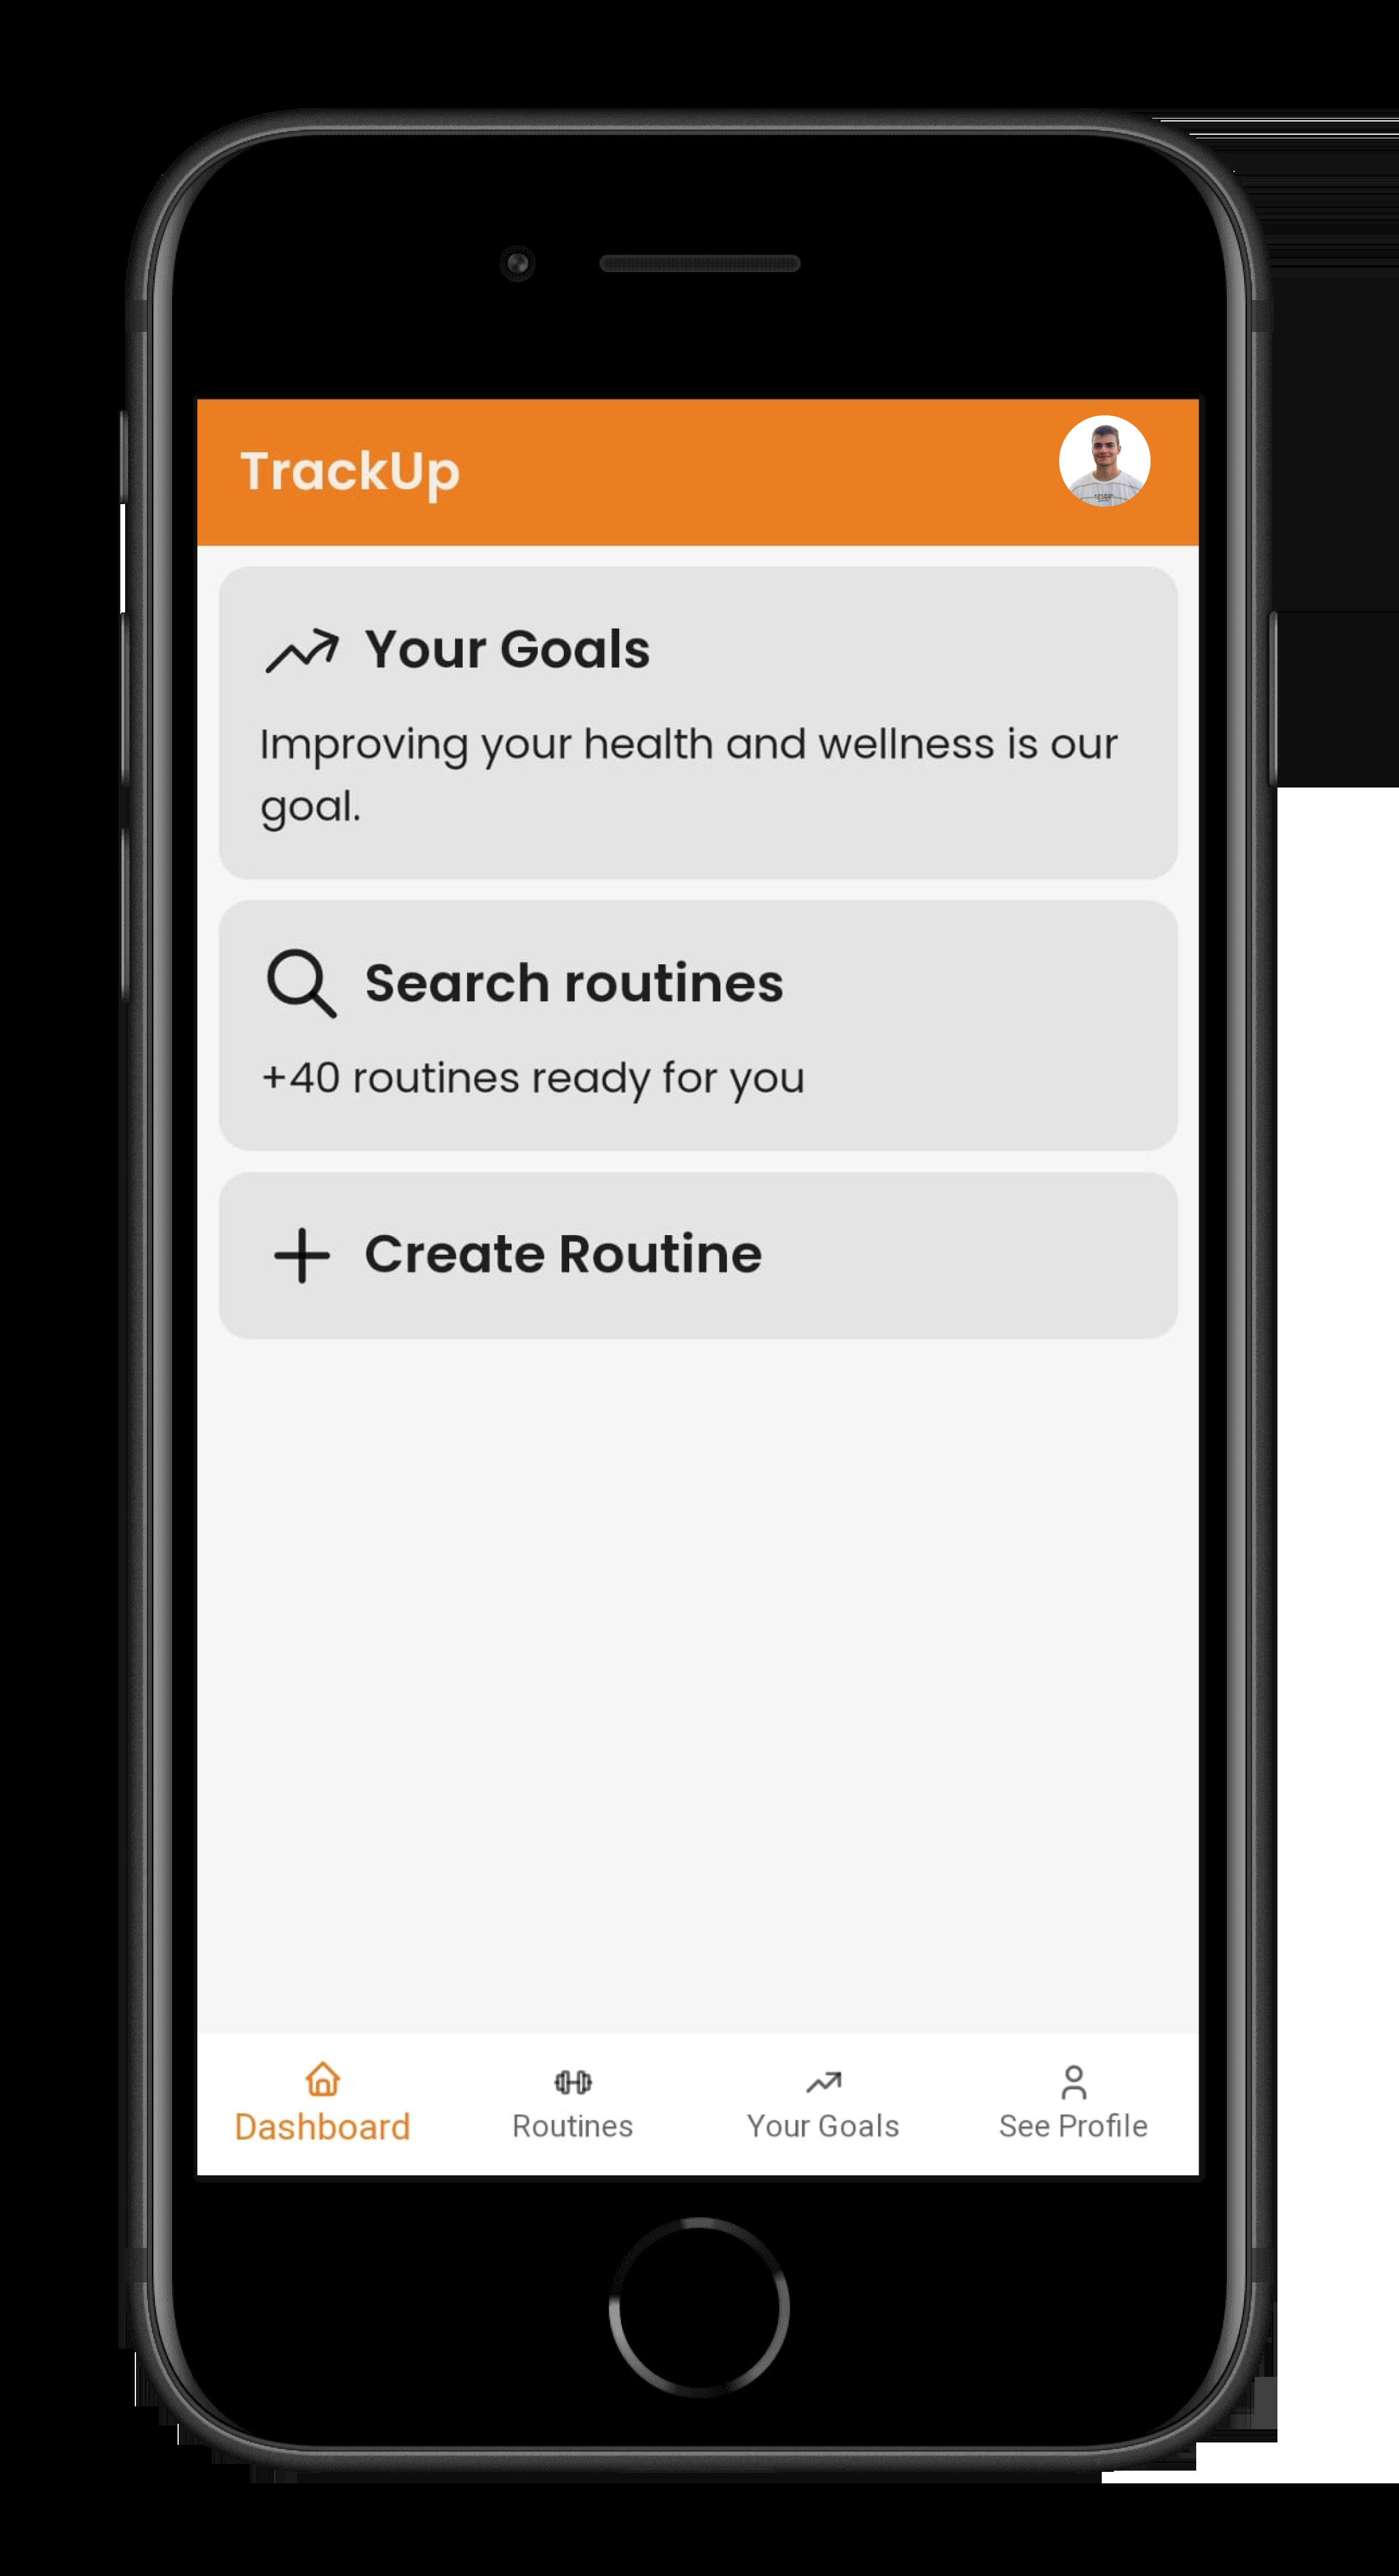 TrackUp
Your Goals
Improving your health and wellness is our
goal.
Search routines
+40 routines ready for you
Create Routine
Dashboard
Routines
Your Goals
See Profile